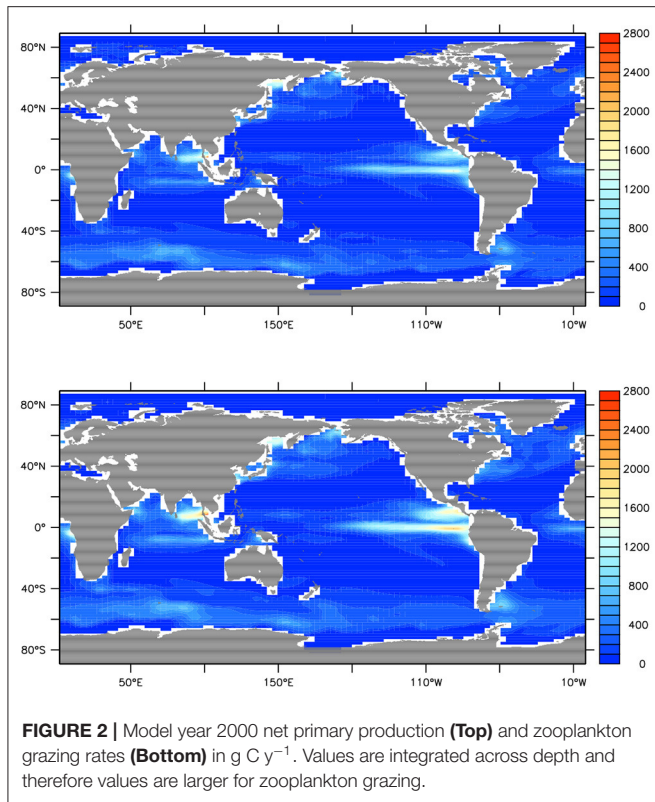 80°N
40°N
0°
40°S
80°S
50°E 150°E 110°W 10°W
2800
2400
2000
1600
1200
800
400
0
80°N
40°N
0°
40°S
80°S
50°E 150°E 110°W 10°W
2800
2400
2000
1600
1200
800
400
0
FIGURE 2 | Model year 2000 net primary production (Top) and zooplankton
grazing rates (Bottom) in g C y⁻¹. Values are integrated across depth and
therefore values are larger for zooplankton grazing.